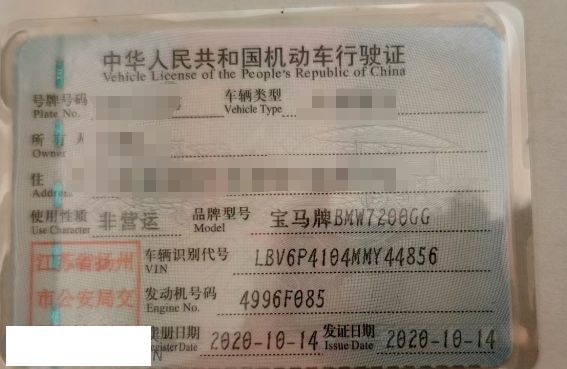 中华人民共和国机动车行驶证
Vehicle License of the People's Republic of China
号牌号码 车辆类型
Plate No. Vehicle Type
所有人
Owner
住
Address
使用性质 非营运 品牌型号 宝马牌BMW7200GG
Use Character Model
江苏省扬州 车辆识别代号 LBV6P4104MMY44856
VIN
市公安局交 发动机号码 4996F085
Engine No.
注册日期 2020-10-14 发证日期 2020-10-14
Register Date Issue Date